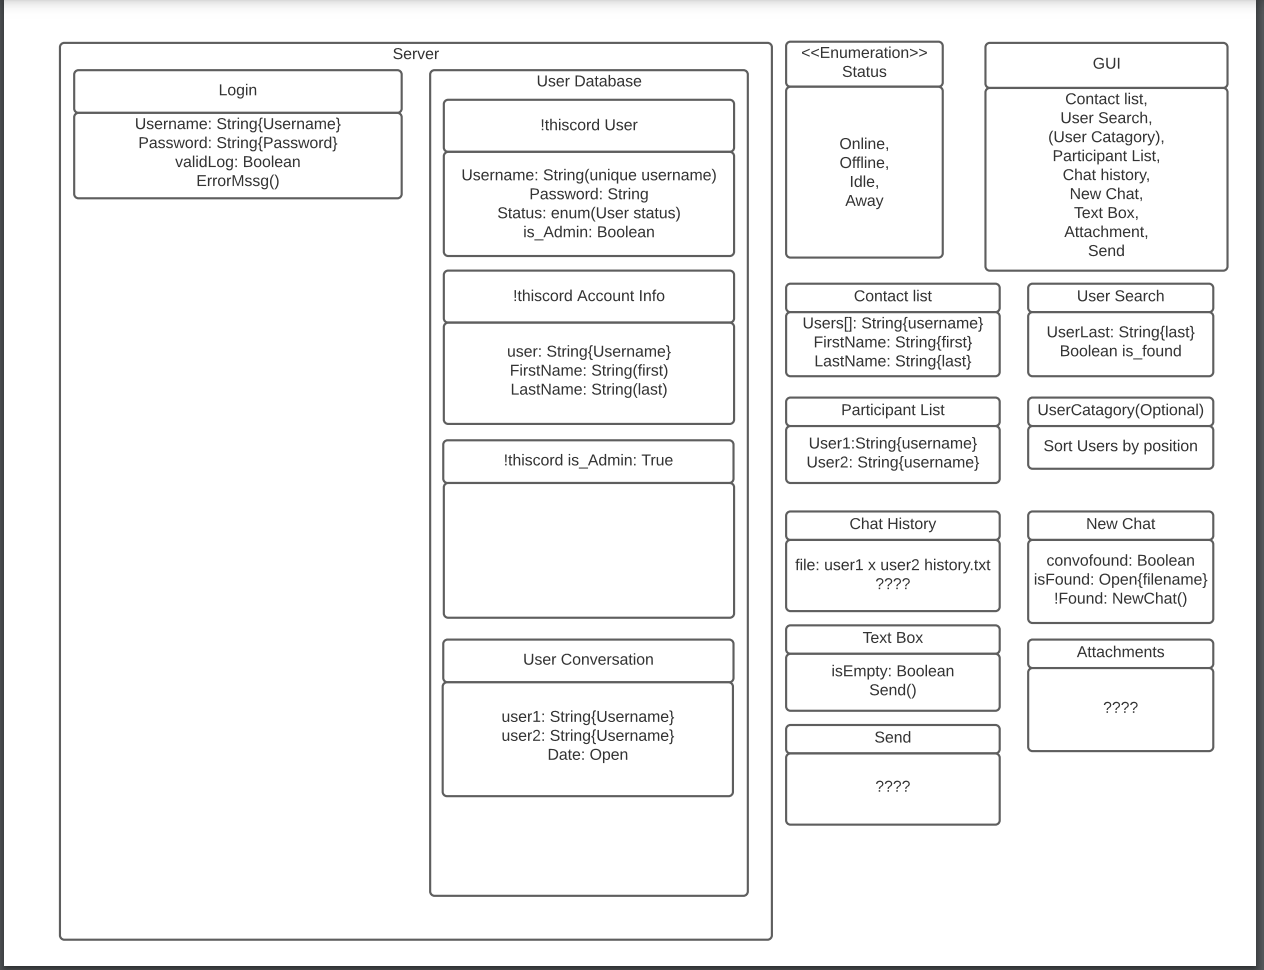 Server
Login
Username: String{Username}
Password: String{Password}
validLog: Boolean
ErrorMssg()
User Database
!thiscord User
Username: String(unique username)
Password: String
Status: enum(User status)
is_Admin: Boolean
!thiscord Account Info
user: String{Username}
FirstName: String(first)
LastName: String(last)
!thiscord is_Admin: True
User Conversation
user1: String{Username}
user2: String{Username}
Date: Open
<<Enumeration>>
Status
Online,
Offline,
Idle,
Away
GUI
Contact list,
User Search,
(User Catagory),
Participant List,
Chat history,
New Chat,
Text Box,
Attachment,
Send
Contact list
Users[]: String{username}
FirstName: String{first}
LastName: String{last}
User Search
UserLast: String{last}
Boolean is_found
Participant List
User1:String{username}
User2: String{username}
UserCatagory(Optional)
Sort Users by position
Chat History
file: user1 x user2 history.txt
????
New Chat
convofound: Boolean
isFound: Open{filename}
!Found: NewChat()
Text Box
isEmpty: Boolean
Send()
Attachments
????
Send
????